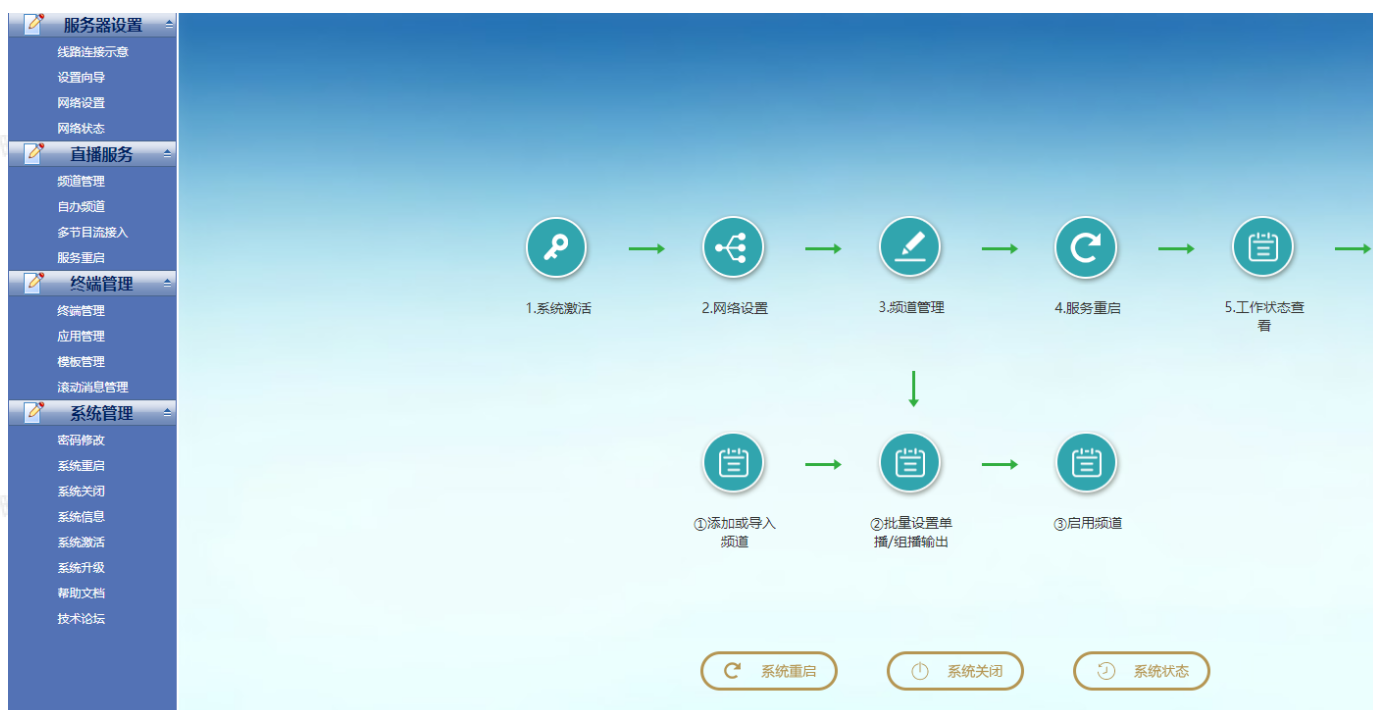 服务器设置
线路连接示意
设置向导
网络设置
网络状态
直播服务
频道管理
自办频道
多节目流接入
服务重启
终端管理
终端管理
应用管理
模板管理
滚动消息管理
系统管理
密码修改
系统重启
系统关闭
系统信息
系统激活
系统升级
帮助文档
技术论坛
1.系统激活
2.网络设置
3.频道管理
4.服务重启
5.工作状态查
看
①添加或导入
频道
②批量设置单
播/组播输出
③启用频道
系统重启
系统关闭
系统状态